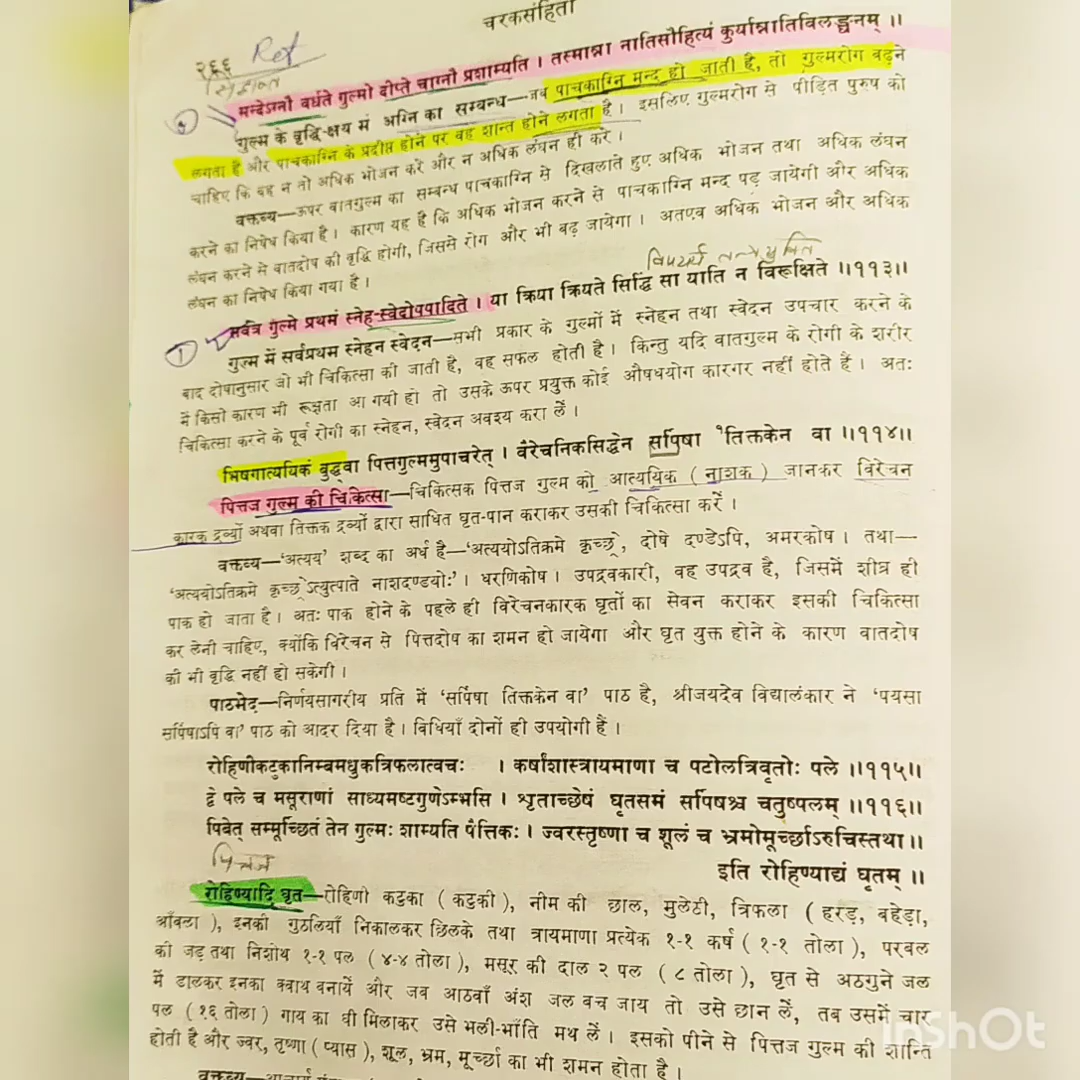 चरकसंहिता
२६६ Ref
सिद्धान्त
मन्देऽग्नौ वर्धते गुल्मो दीप्ते चाग्नौ प्रशाम्यति । तस्मान्ना नातिसौहित्यं कुर्यान्नातिविलङ्घनम् ।।
गुल्म के वृद्धि-क्षय में अग्नि का सम्बन्ध—जब पाचकाग्नि मन्द हो जाती है, तो गुल्मरोग बढ़ने
लगता है और पाचकाग्नि के प्रदीप्त होने पर वह शान्त होने लगता है । इसलिए गुल्मरोग से पीड़ित पुरुष को
चाहिए कि वह न तो अधिक भोजन करे और न अधिक लंघन ही करे ।
वक्तव्य—ऊपर वातगुल्म का सम्बन्ध पाचकाग्नि से दिखलाते हुए अधिक भोजन तथा अधिक लंघन
करने का निषेध किया है । कारण यह है कि अधिक भोजन करने से पाचकाग्नि मन्द पड़ जायेगी और अधिक
लंघन करने से वातदोष की वृद्धि होगी, जिससे रोग और भी बढ़ जायेगा । अतएव अधिक भोजन और अधिक
लंघन का निषेध किया गया है ।
सर्वत्र गुल्मे प्रथमं स्नेह-स्वेदोपपादिते । या क्रिया क्रियते सिद्धिं सा याति न विरूक्षिते ।।११३।।
① गुल्म में सर्वप्रथम स्नेहन स्वेदन—सभी प्रकार के गुल्मों में स्नेहन तथा स्वेदन उपचार करने के
बाद दोषानुसार जो भी चिकित्सा की जाती है, वह सफल होती है । किन्तु यदि वातगुल्म के रोगी के शरीर
में किसी कारण भी रूक्षता आ गयी हो तो उसके ऊपर प्रयुक्त कोई औषधयोग कारगर नहीं होते हैं । अतः
चिकित्सा करने के पूर्व रोगी का स्नेहन, स्वेदन अवश्य करा लें ।
भिषगात्ययिकं बुद्ध्वा पित्तगुल्ममुपाचरेत् । वैरेचनिकसिद्धेन सर्पिषा तिक्तकेन वा ।।११४।।
पित्तज गुल्म की चिकित्सा—चिकित्सक पित्तज गुल्म को आत्ययिक ( नाशक ) जानकर विरेचन
कारक द्रव्यों अथवा तिक्तक द्रव्यों द्वारा साधित घृत-पान कराकर उसकी चिकित्सा करें ।
वक्तव्य—'अत्यय' शब्द का अर्थ है—'अत्ययोऽतिक्रमे कृच्छ्रे, दोषे दण्डेऽपि, अमरकोष । तथा—
'अत्ययोऽतिक्रमे कृच्छ्रेऽत्युत्पाते नाशदण्डयोः' । धरणिकोष । उपद्रवकारी, वह उपद्रव है, जिसमें शीघ्र ही
पाक हो जाता है । अतः पाक होने के पहले ही विरेचनकारक घृतों का सेवन कराकर इसकी चिकित्सा
कर लेनी चाहिए, क्योंकि विरेचन से पित्तदोष का शमन हो जायेगा और घृत युक्त होने के कारण वातदोष
की भी वृद्धि नहीं हो सकेगी ।
पाठभेद—निर्णयसागरीय प्रति में 'सर्पिषा तिक्तकेन वा' पाठ है, श्रीजयदेव विद्यालंकार ने 'पयसा
सर्पिषाऽपि वा' पाठ को आदर दिया है । विधियाँ दोनों ही उपयोगी हैं ।
रोहिणीकटुकानिम्बमधुकत्रिफलात्वचः । कर्षांशास्त्रायमाणा च पटोलत्रिवृतोः पले ।।११५।।
द्वे पले च मसूराणां साध्यमष्टगुणेऽम्भसि । शृताच्छेषं घृतसमं सर्पिषश्च चतुष्पलम् ।।११६।।
पिबेत् सम्मूर्च्छितं तेन गुल्मः शाम्यति पैत्तिकः । ज्वरस्तृष्णा च शूलं च भ्रमोमूर्च्छाऽरुचिस्तथा ।।
इति रोहिण्याद्यं घृतम् ।।
पित्तज
रोहिण्यादि घृत—रोहिणी कटुका ( कटुकी ), नीम की छाल, मुलेठी, त्रिफला ( हरड़, बहेड़ा,
आँवला ), इनकी गुठलियाँ निकालकर छिलके तथा त्रायमाणा प्रत्येक १-१ कर्ष ( १-१ तोला ), परवल
की जड़ तथा निशोथ १-१ पल ( ४-४ तोला ), मसूर की दाल २ पल ( ८ तोला ), घृत से अठगुने जल
में डालकर इनका क्वाथ बनायें और जब आठवाँ अंश जल बच जाय तो उसे छान लें, तब उसमें चार
पल ( १६ तोला ) गाय का घी मिलाकर उसे भली-भाँति मथ लें । इसको पीने से पित्तज गुल्म की शान्ति
होती है और ज्वर, तृष्णा ( प्यास ), शूल, भ्रम, मूर्च्छा का भी शमन होता है ।
InShOt